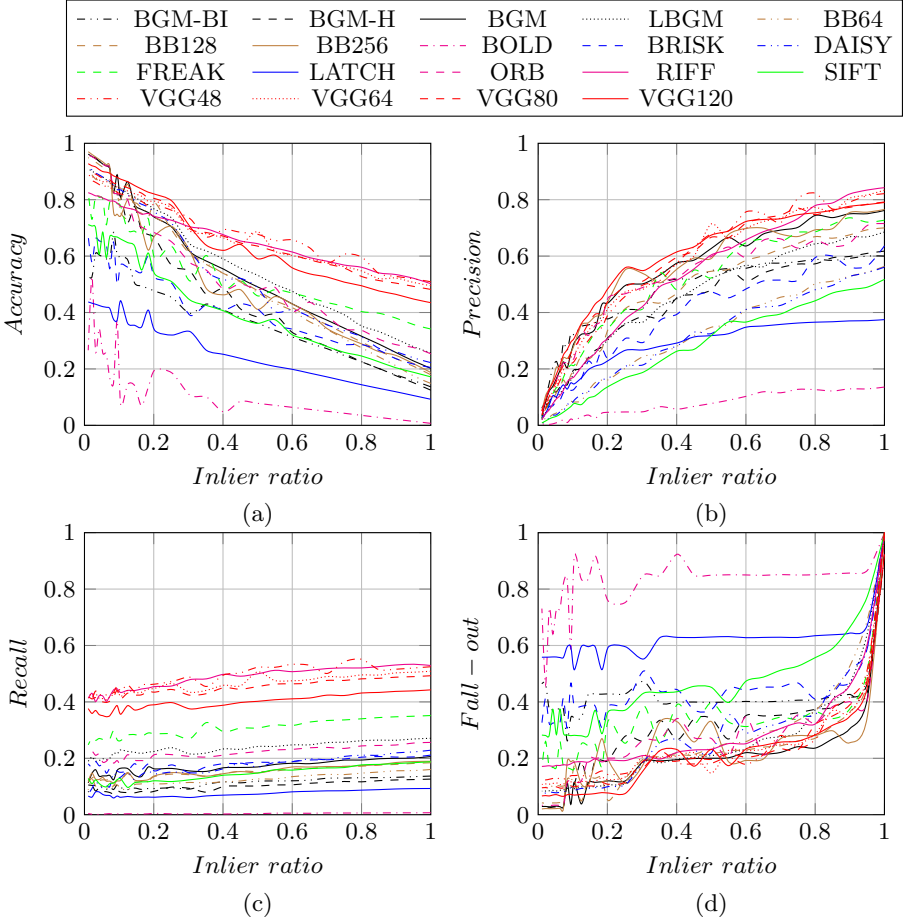 BGM-BI BGM-H BGM LBGM BB64
BB128 BB256 BOLD BRISK DAISY
FREAK LATCH ORB RIFF SIFT
VGG48 VGG64 VGG80 VGG120
1
0.8
0.6
0.4
0.2
0
Accuracy
0 0.2 0.4 0.6 0.8 1
Inlier ratio
(a)
1
0.8
0.6
0.4
0.2
0
Precision
0 0.2 0.4 0.6 0.8 1
Inlier ratio
(b)
1
0.8
0.6
0.4
0.2
0
Recall
0 0.2 0.4 0.6 0.8 1
Inlier ratio
(c)
1
0.8
0.6
0.4
0.2
0
Fall − out
0 0.2 0.4 0.6 0.8 1
Inlier ratio
(d)